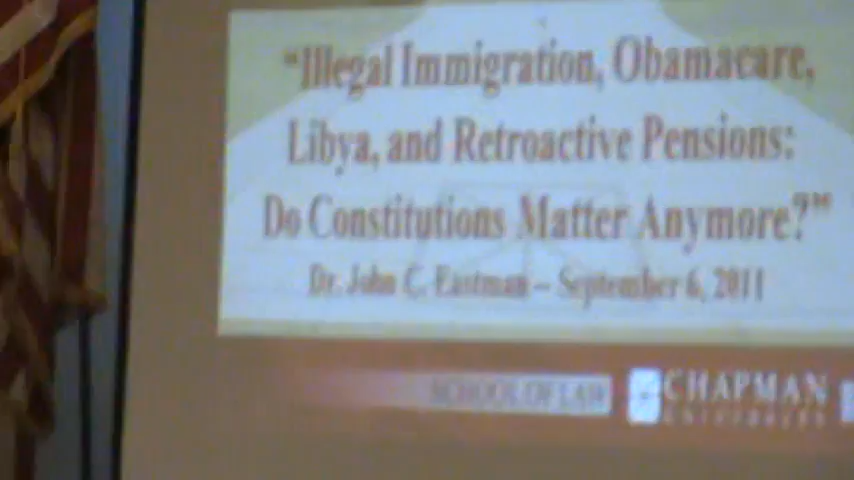 "Illegal Immigration, Obamacare,
Libya, and Retroactive Pensions:
Do Constitutions Matter Anymore?"
Dr. John C. Eastman – September 6, 2011
SCHOOL OF LAW
CHAPMAN
UNIVERSITY